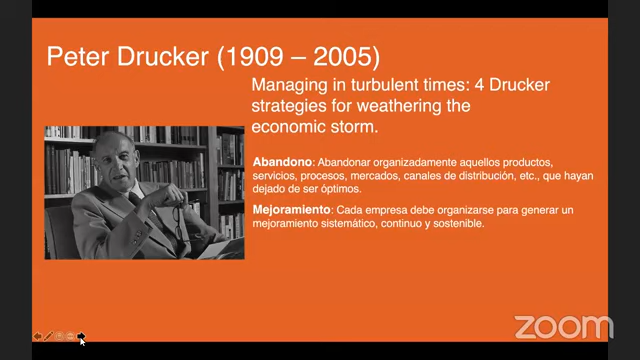 Peter Drucker (1909 – 2005)
Managing in turbulent times: 4 Drucker
strategies for weathering the
economic storm.
Abandono: Abandonar organizadamente aquellos productos,
servicios, procesos, mercados, canales de distribución, etc., que hayan
dejado de ser óptimos.
Mejoramiento: Cada empresa debe organizarse para generar un
mejoramiento sistemático, continuo y sostenible.
zoom